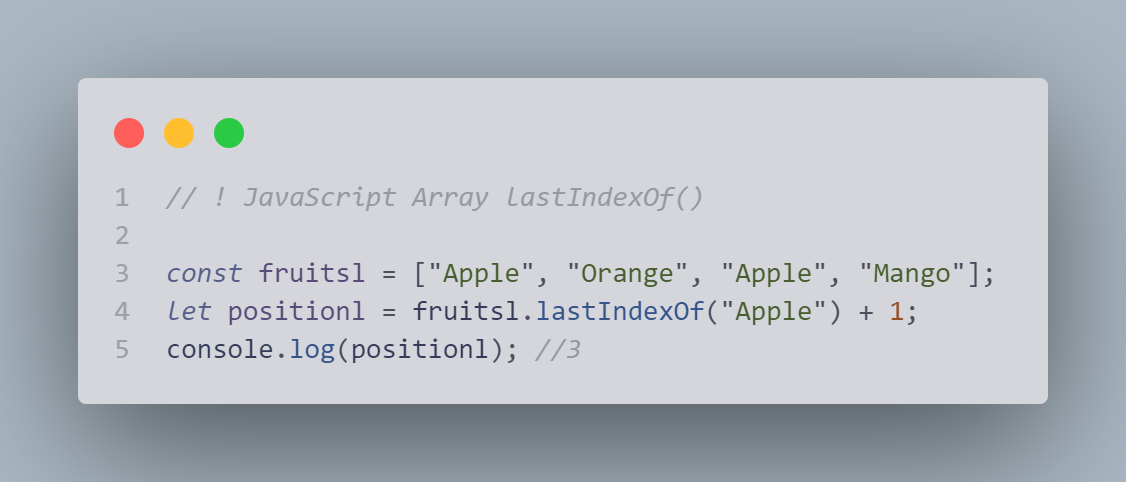 1 // ! JavaScript Array lastIndexOf()
2
3 const fruitsl = ["Apple", "Orange", "Apple", "Mango"];
4 let positionl = fruitsl.lastIndexOf("Apple") + 1;
5 console.log(positionl); //3